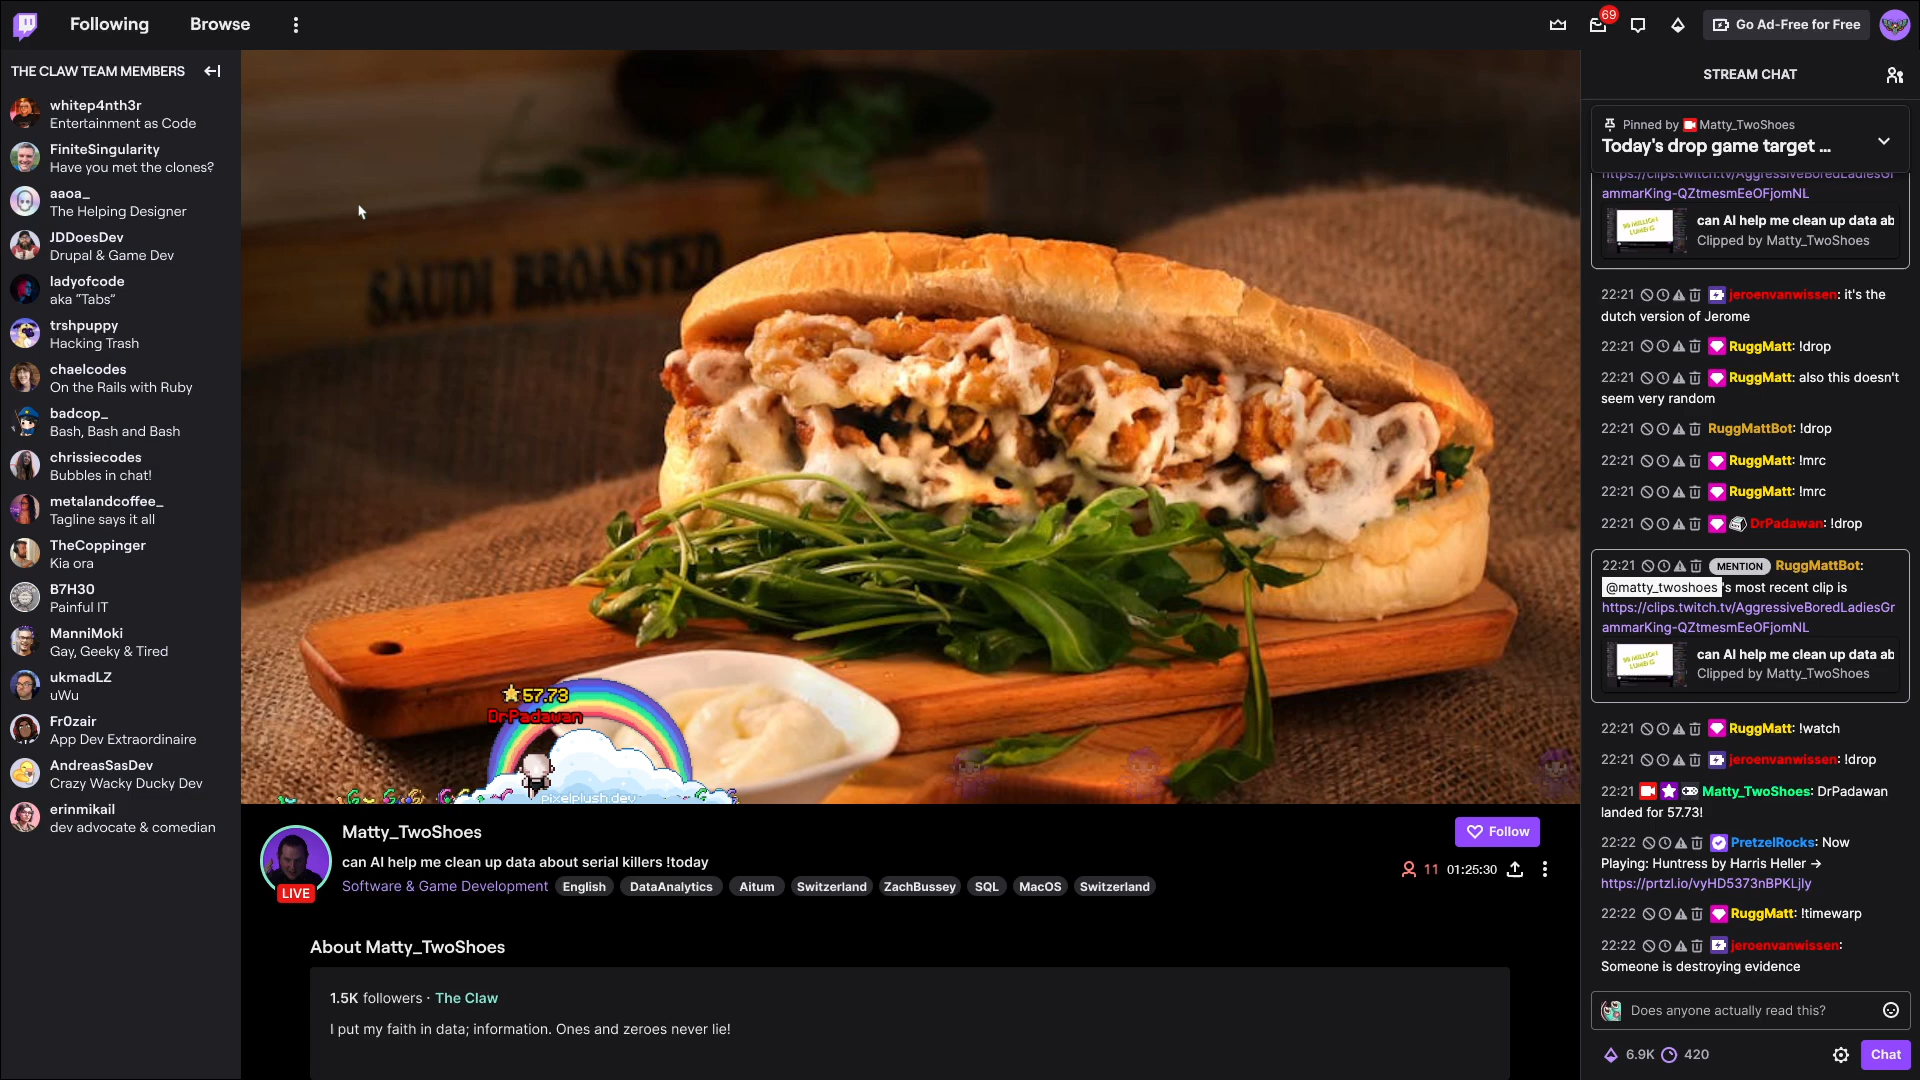 Following
Browse
69
Go Ad-Free for Free
THE CLAW TEAM MEMBERS
whitep4nth3r
Entertainment as Code
FiniteSingularity
Have you met the clones?
aaoa_
The Helping Designer
JDDoesDev
Drupal & Game Dev
ladyofcode
aka "Tabs"
trshpuppy
Hacking Trash
chaelcodes
On the Rails with Ruby
badcop_
Bash, Bash and Bash
chrissiecodes
Bubbles in chat!
metalandcoffee_
Tagline says it all
TheCoppinger
Kia ora
B7H30
Painful IT
ManniMoki
Gay, Geeky & Tired
ukmadLZ
uWu
Fr0zair
App Dev Extraordinaire
AndreasSasDev
Crazy Wacky Ducky Dev
erinmikail
dev advocate & comedian
SAUDI BROASTED
57.73
DrPadawan
pixelplush.dev
LIVE
Matty_TwoShoes
can AI help me clean up data about serial killers !today
Software & Game Development English DataAnalytics Aitum Switzerland ZachBussey SQL MacOS Switzerland
Follow
11 01:25:30
About Matty_TwoShoes
1.5K followers · The Claw
I put my faith in data; information. Ones and zeroes never lie!
STREAM CHAT
Pinned by Matty_TwoShoes
Today's drop game target ...
https://clips.twitch.tv/AggressiveBoredLadiesGr
ammarKing-QZtmesmEeOFjomNL
can AI help me clean up data ab
Clipped by Matty_TwoShoes
22:21 jeroenvanwissen: it's the
dutch version of Jerome
22:21 RuggMatt: !drop
22:21 RuggMatt: also this doesn't
seem very random
22:21 RuggMattBot: !drop
22:21 RuggMatt: !mrc
22:21 RuggMatt: !mrc
22:21 DrPadawan: !drop
22:21 MENTION RuggMattBot:
@matty_twoshoes 's most recent clip is
https://clips.twitch.tv/AggressiveBoredLadiesGr
ammarKing-QZtmesmEeOFjomNL
can AI help me clean up data ab
Clipped by Matty_TwoShoes
22:21 RuggMatt: !watch
22:21 jeroenvanwissen: !drop
22:21 Matty_TwoShoes: DrPadawan
landed for 57.73!
22:22 PretzelRocks: Now
Playing: Huntress by Harris Heller →
https://prtzl.io/vyHD5373nBPKLjly
22:22 RuggMatt: !timewarp
22:22 jeroenvanwissen:
Someone is destroying evidence
Does anyone actually read this?
6.9K 420
Chat